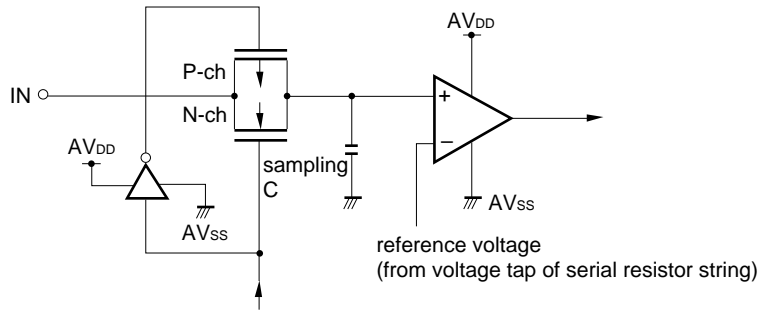 AVDD
P-ch
IN
N-ch
+
−
AVDD
sampling
C
AVSS
AVSS
reference voltage
(from voltage tap of serial resistor string)